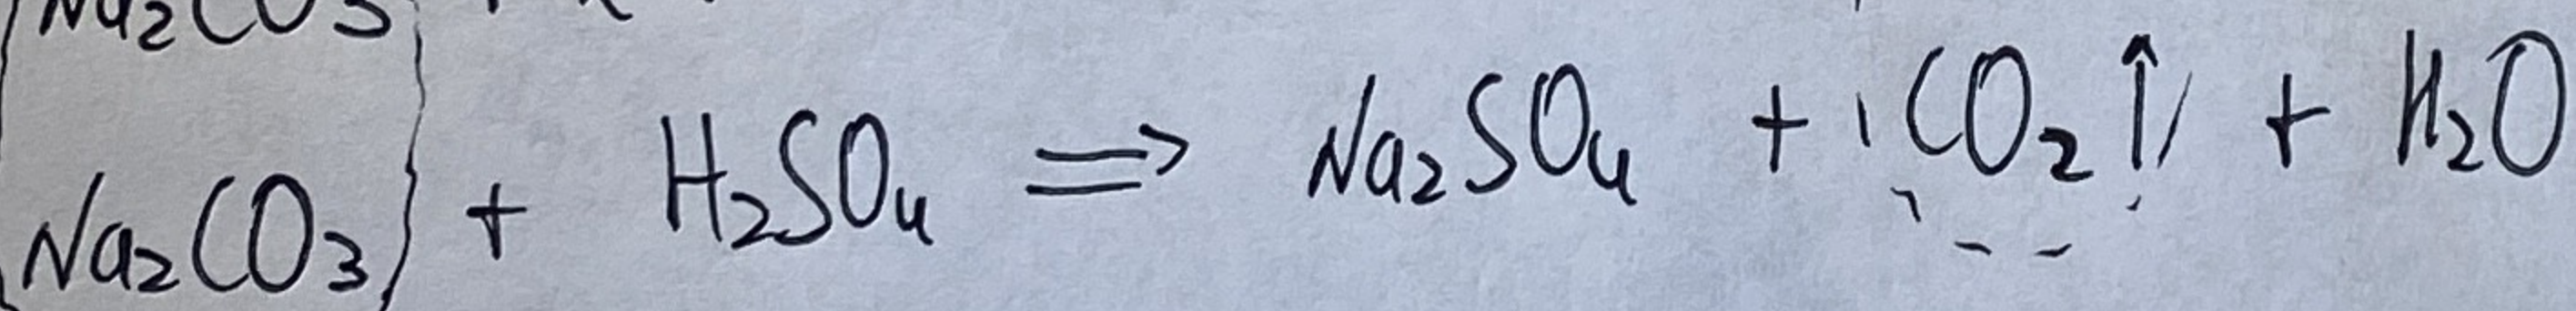 Na₂CO₃ +
Na₂CO₃ + H₂SO₄ ⇒ Na₂SO₄ + CO₂↑ + H₂O